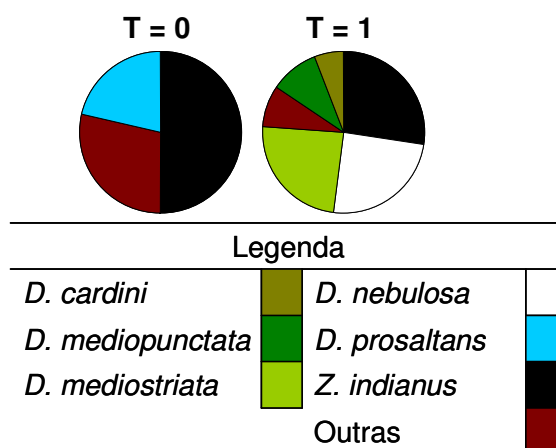 T = 0 T = 1
Legenda
D. cardini D. nebulosa
D. mediopunctata D. prosaltans
D. mediostriata Z. indianus
Outras